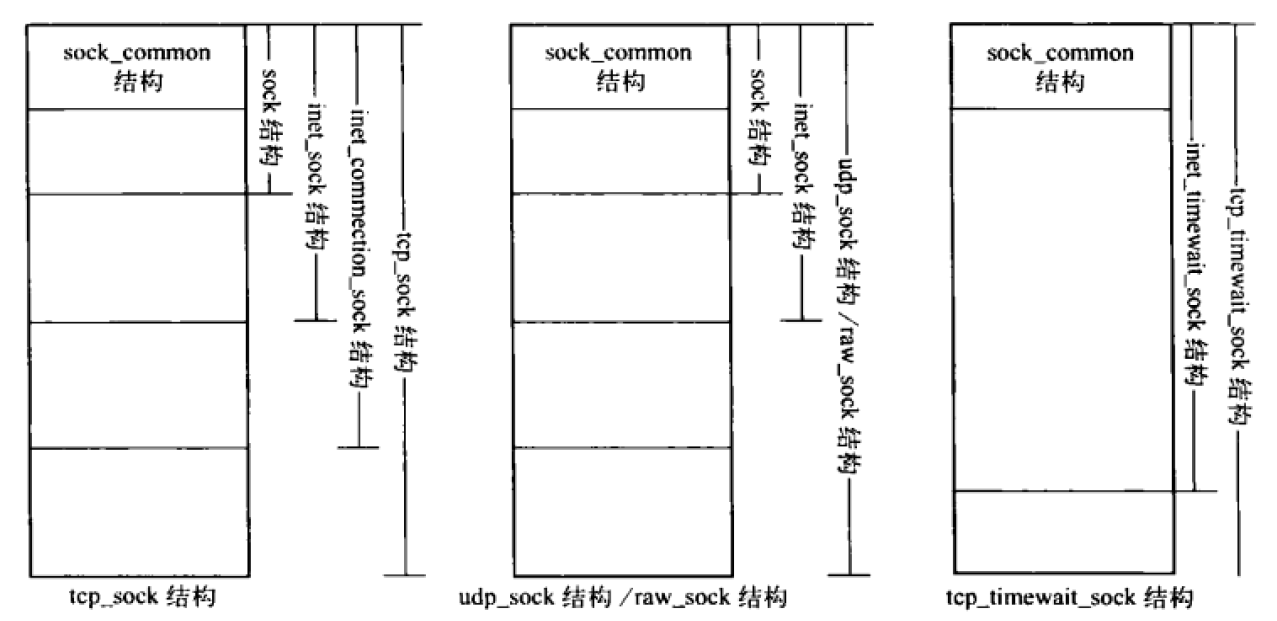 sock_common
结构
sock 结构
inet_sock 结构
inet_commection_sock 结构
tcp_sock 结构
tcp_sock 结构
sock_common
结构
sock 结构
inet_sock 结构
udp_sock 结构 /raw_sock 结构
udp_sock 结构 /raw_sock 结构
sock_common
结构
inet_timewait_sock 结构
tcp_timewait_sock 结构
tcp_timewait_sock 结构